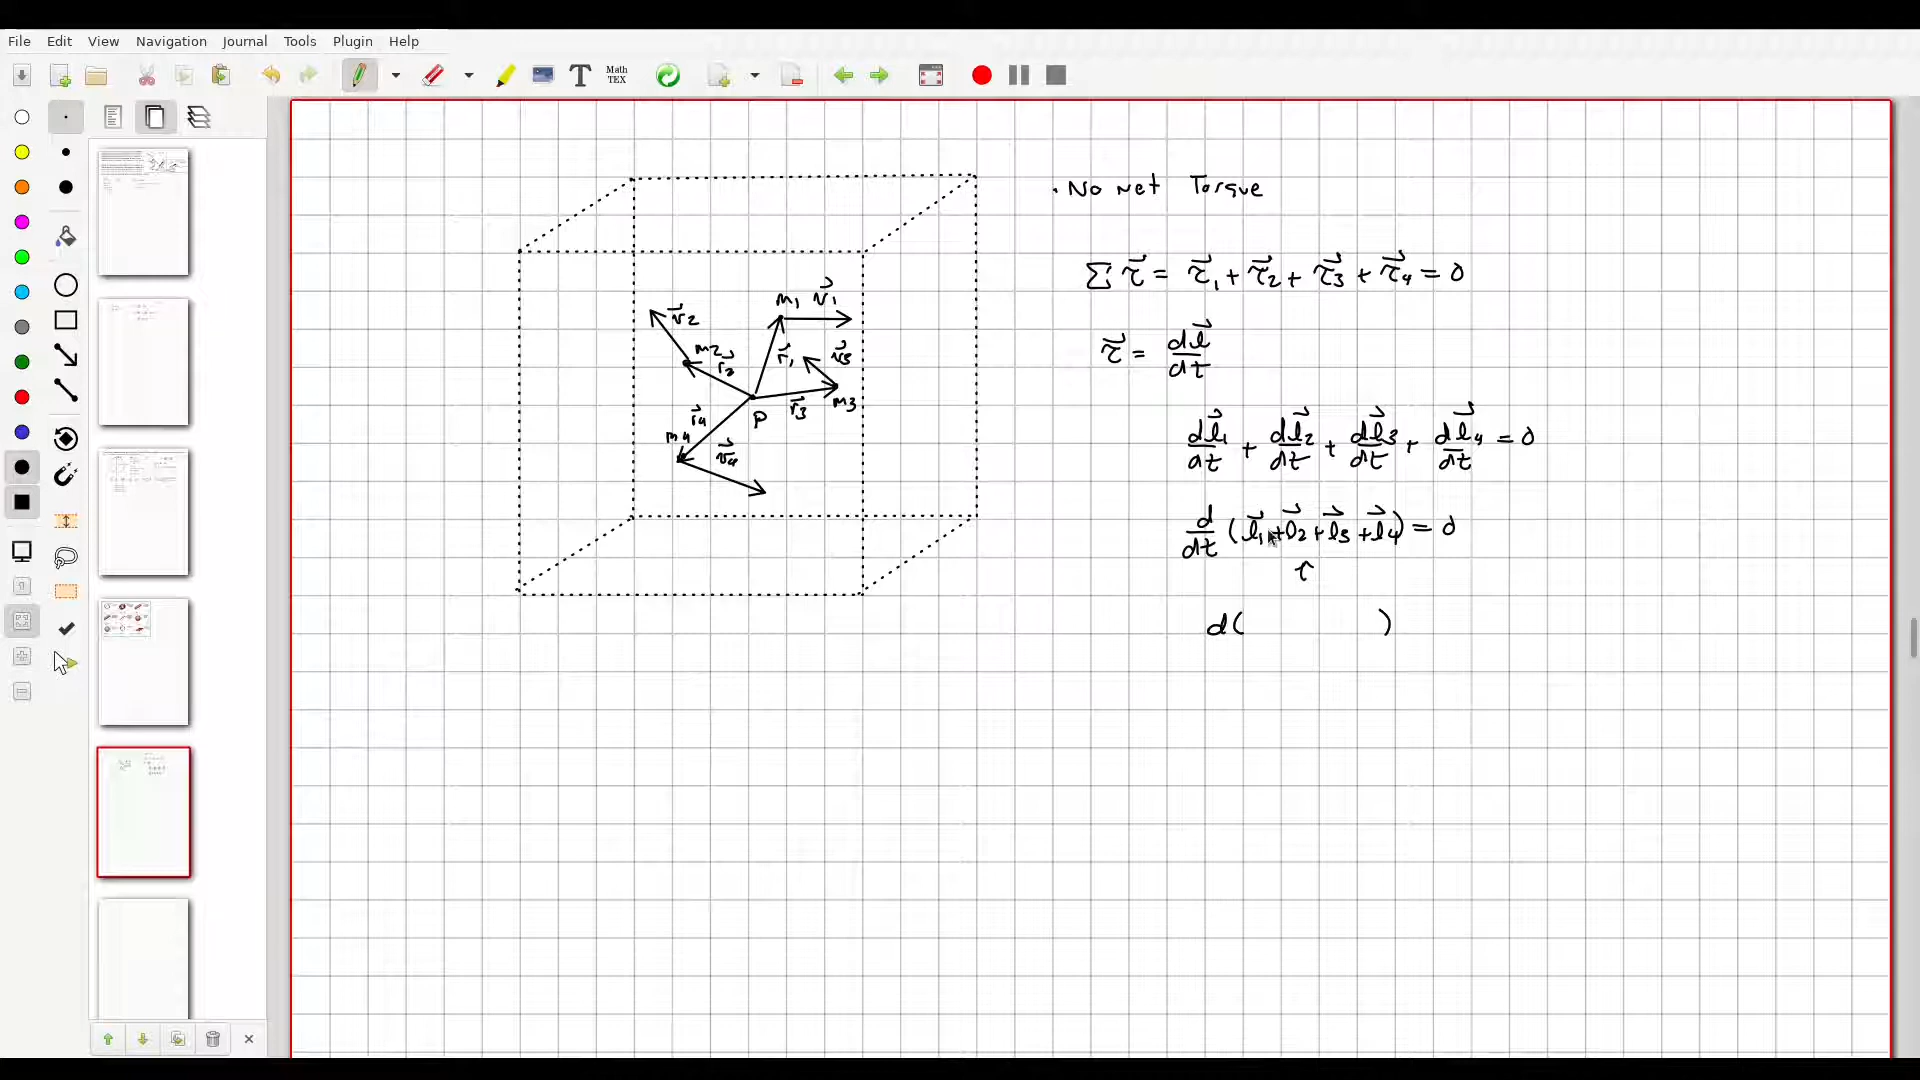 File Edit View Navigation Journal Tools Plugin Help
Math
TEX
. No net Torque
∑ τ⃗ = τ⃗₁ + τ⃗₂ + τ⃗₃ + τ⃗₄ = 0
τ⃗ = dl⃗/dt
dl⃗₁/dt + dl⃗₂/dt + dl⃗₃/dt + dl⃗₄/dt = 0
d/dt (l⃗₁ + l⃗₂ + l⃗₃ + l⃗₄) = 0
d( )
m₁ v⃗₁
v⃗₂
m₂
r⃗₂
r⃗₁
v⃗₃
m₃
r⃗₃
P
r⃗₄
m₄
v⃗₄